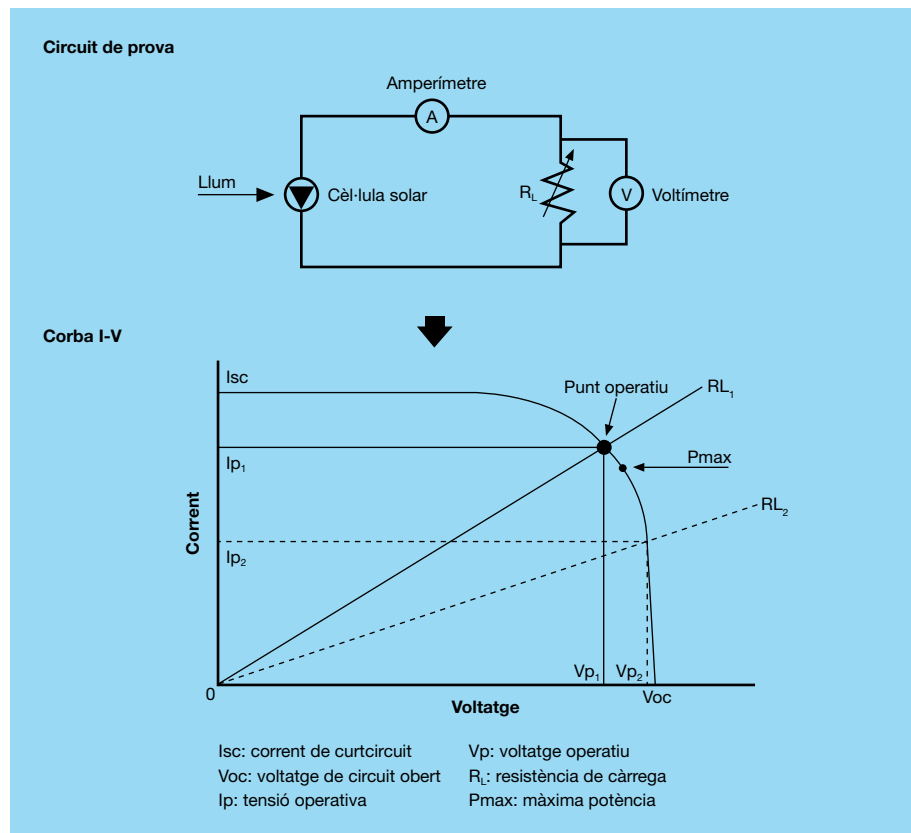 Circuit de prova
Amperímetre
A
Llum
Cèl·lula solar
R_L
V
Voltímetre
Corba I-V
Isc
Punt operatiu
RL₁
Ip₁
Pmax
Corrent
RL₂
Ip₂
Vp₁
Vp₂
0
Voc
Voltatge
Isc: corrent de curtcircuit
Vp: voltatge operatiu
Voc: voltatge de circuit obert
R_L: resistència de càrrega
Ip: tensió operativa
Pmax: màxima potència